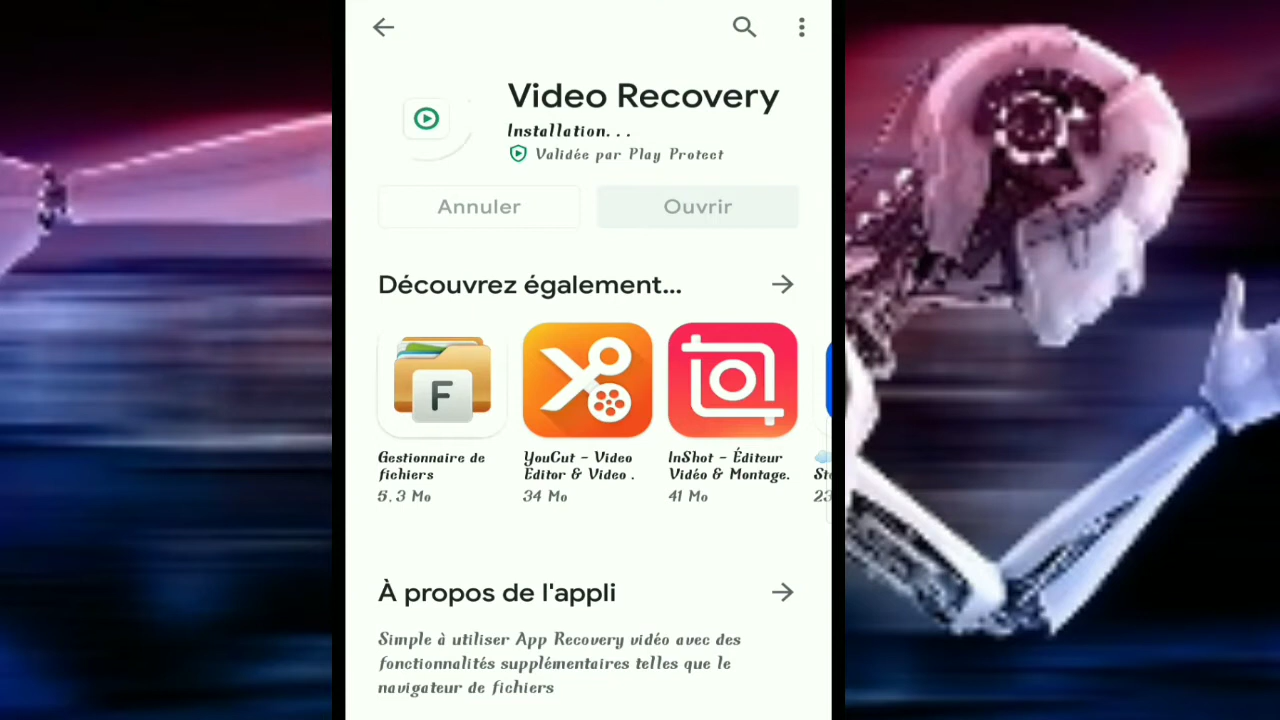 Video Recovery
Installation...
Validée par Play Protect
Annuler
Ouvrir
Découvrez également...
Gestionnaire de
fichiers
5.3 Mo
YouCut - Video
Editor & Video .
34 Mo
InShot - Éditeur
Vidéo & Montage.
41 Mo
À propos de l'appli
Simple à utiliser App Recovery vidéo avec des
fonctionnalités supplémentaires telles que le
navigateur de fichiers